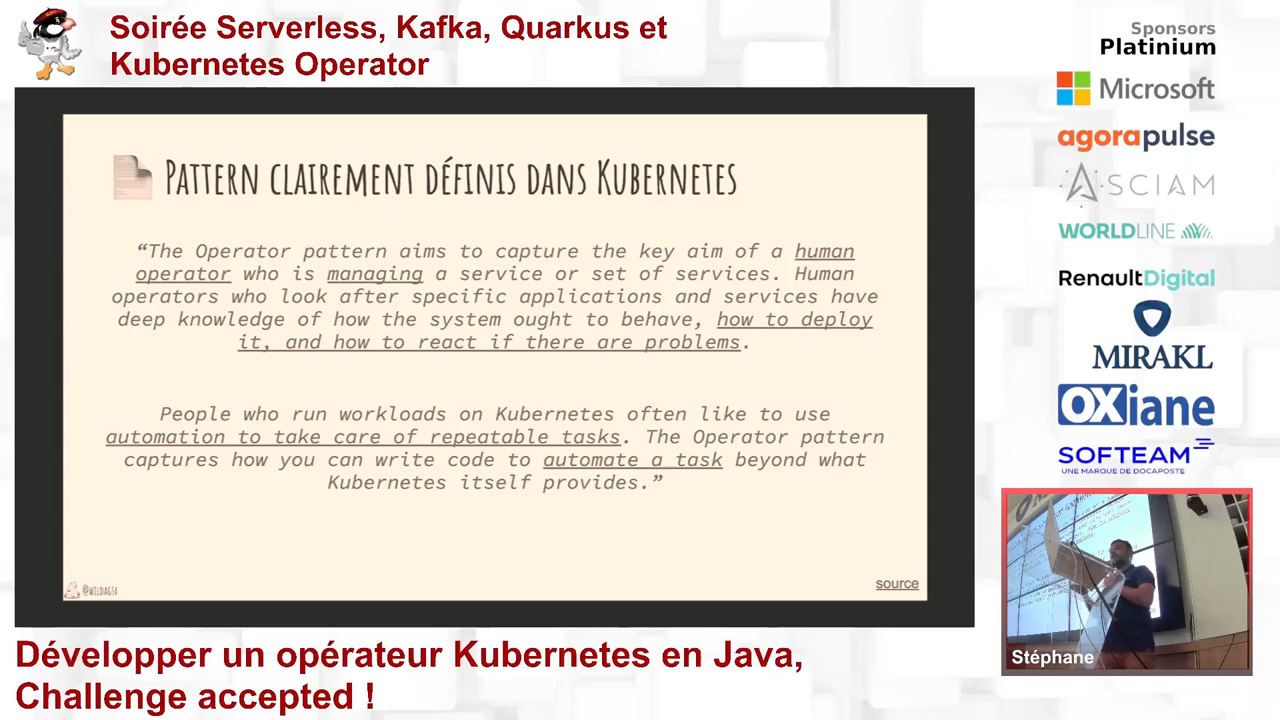 Soirée Serverless, Kafka, Quarkus et
Kubernetes Operator
Sponsors
Platinium
Microsoft
agorapulse
ASCIAM
WORLDLINE
RenaultDigital
MIRAKL
OXiane
SOFTEAM
UNE MARQUE DE DOCAPOSTE
Pattern clairement définis dans Kubernetes
“The Operator pattern aims to capture the key aim of a human
operator who is managing a service or set of services. Human
operators who look after specific applications and services have
deep knowledge of how the system ought to behave, how to deploy
it, and how to react if there are problems.
People who run workloads on Kubernetes often like to use
automation to take care of repeatable tasks. The Operator pattern
captures how you can write code to automate a task beyond what
Kubernetes itself provides.”
@wildagsx
source
Stéphane
Développer un opérateur Kubernetes en Java,
Challenge accepted !